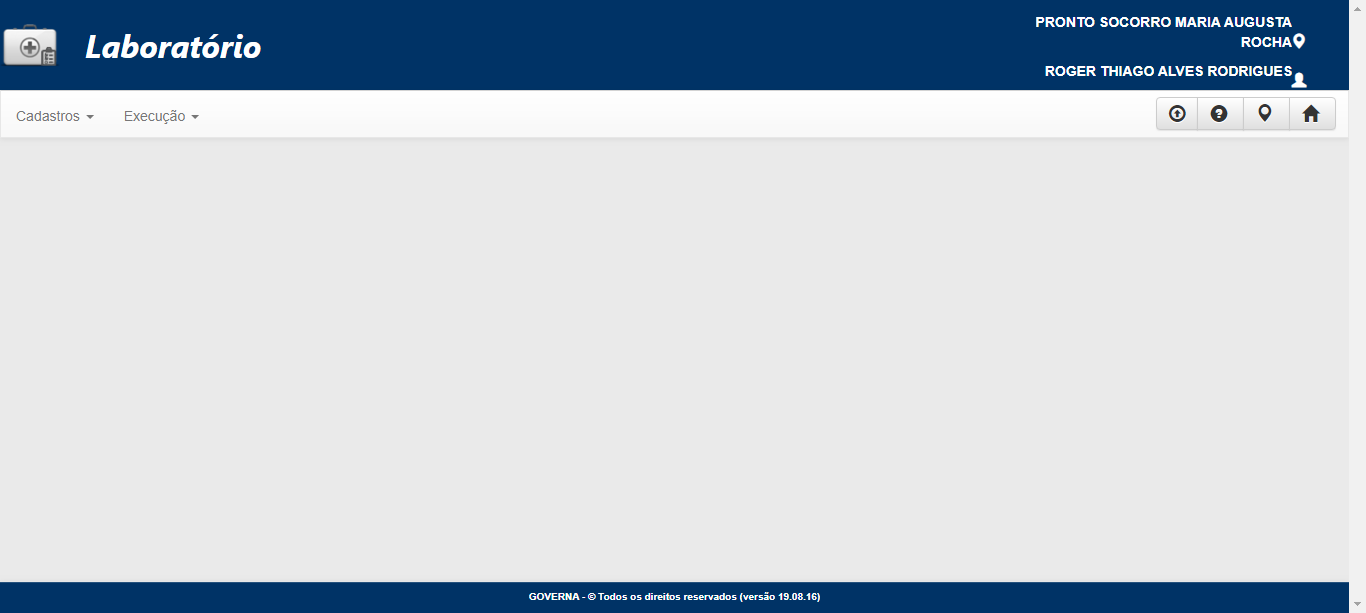 Laboratório
PRONTO SOCORRO MARIA AUGUSTA
ROCHA
ROGER THIAGO ALVES RODRIGUES
Cadastros
Execução
GOVERNA - © Todos os direitos reservados (versão 19.08.16)